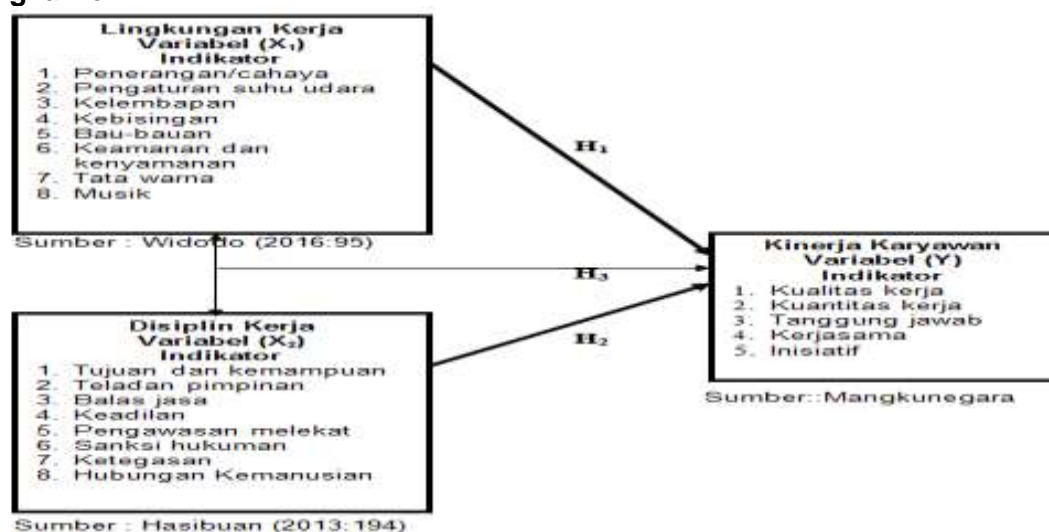 Lingkungan Kerja
Variabel (X₁)
Indikator
1. Penerangan/cahaya
2. Pengaturan suhu udara
3. Kelembapan
4. Kebisingan
5. Bau-bauan
6. Keamanan dan
kenyamanan
7. Tata warna
8. Musik
Sumber : Widodo (2016:95)
H₁
H₃
H₂
Disiplin Kerja
Variabel (X₂)
Indikator
1. Tujuan dan kemampuan
2. Teladan pimpinan
3. Balas jasa
4. Keadilan
5. Pengawasan melekat
6. Sanksi hukuman
7. Ketegasan
8. Hubungan Kemanusian
Sumber : Hasibuan (2013:194)
Kinerja Karyawan
Variabel (Y)
Indikator
1. Kualitas kerja
2. Kuantitas kerja
3. Tanggung jawab
4. Kerjasama
5. Inisiatif
Sumber::Mangkunegara